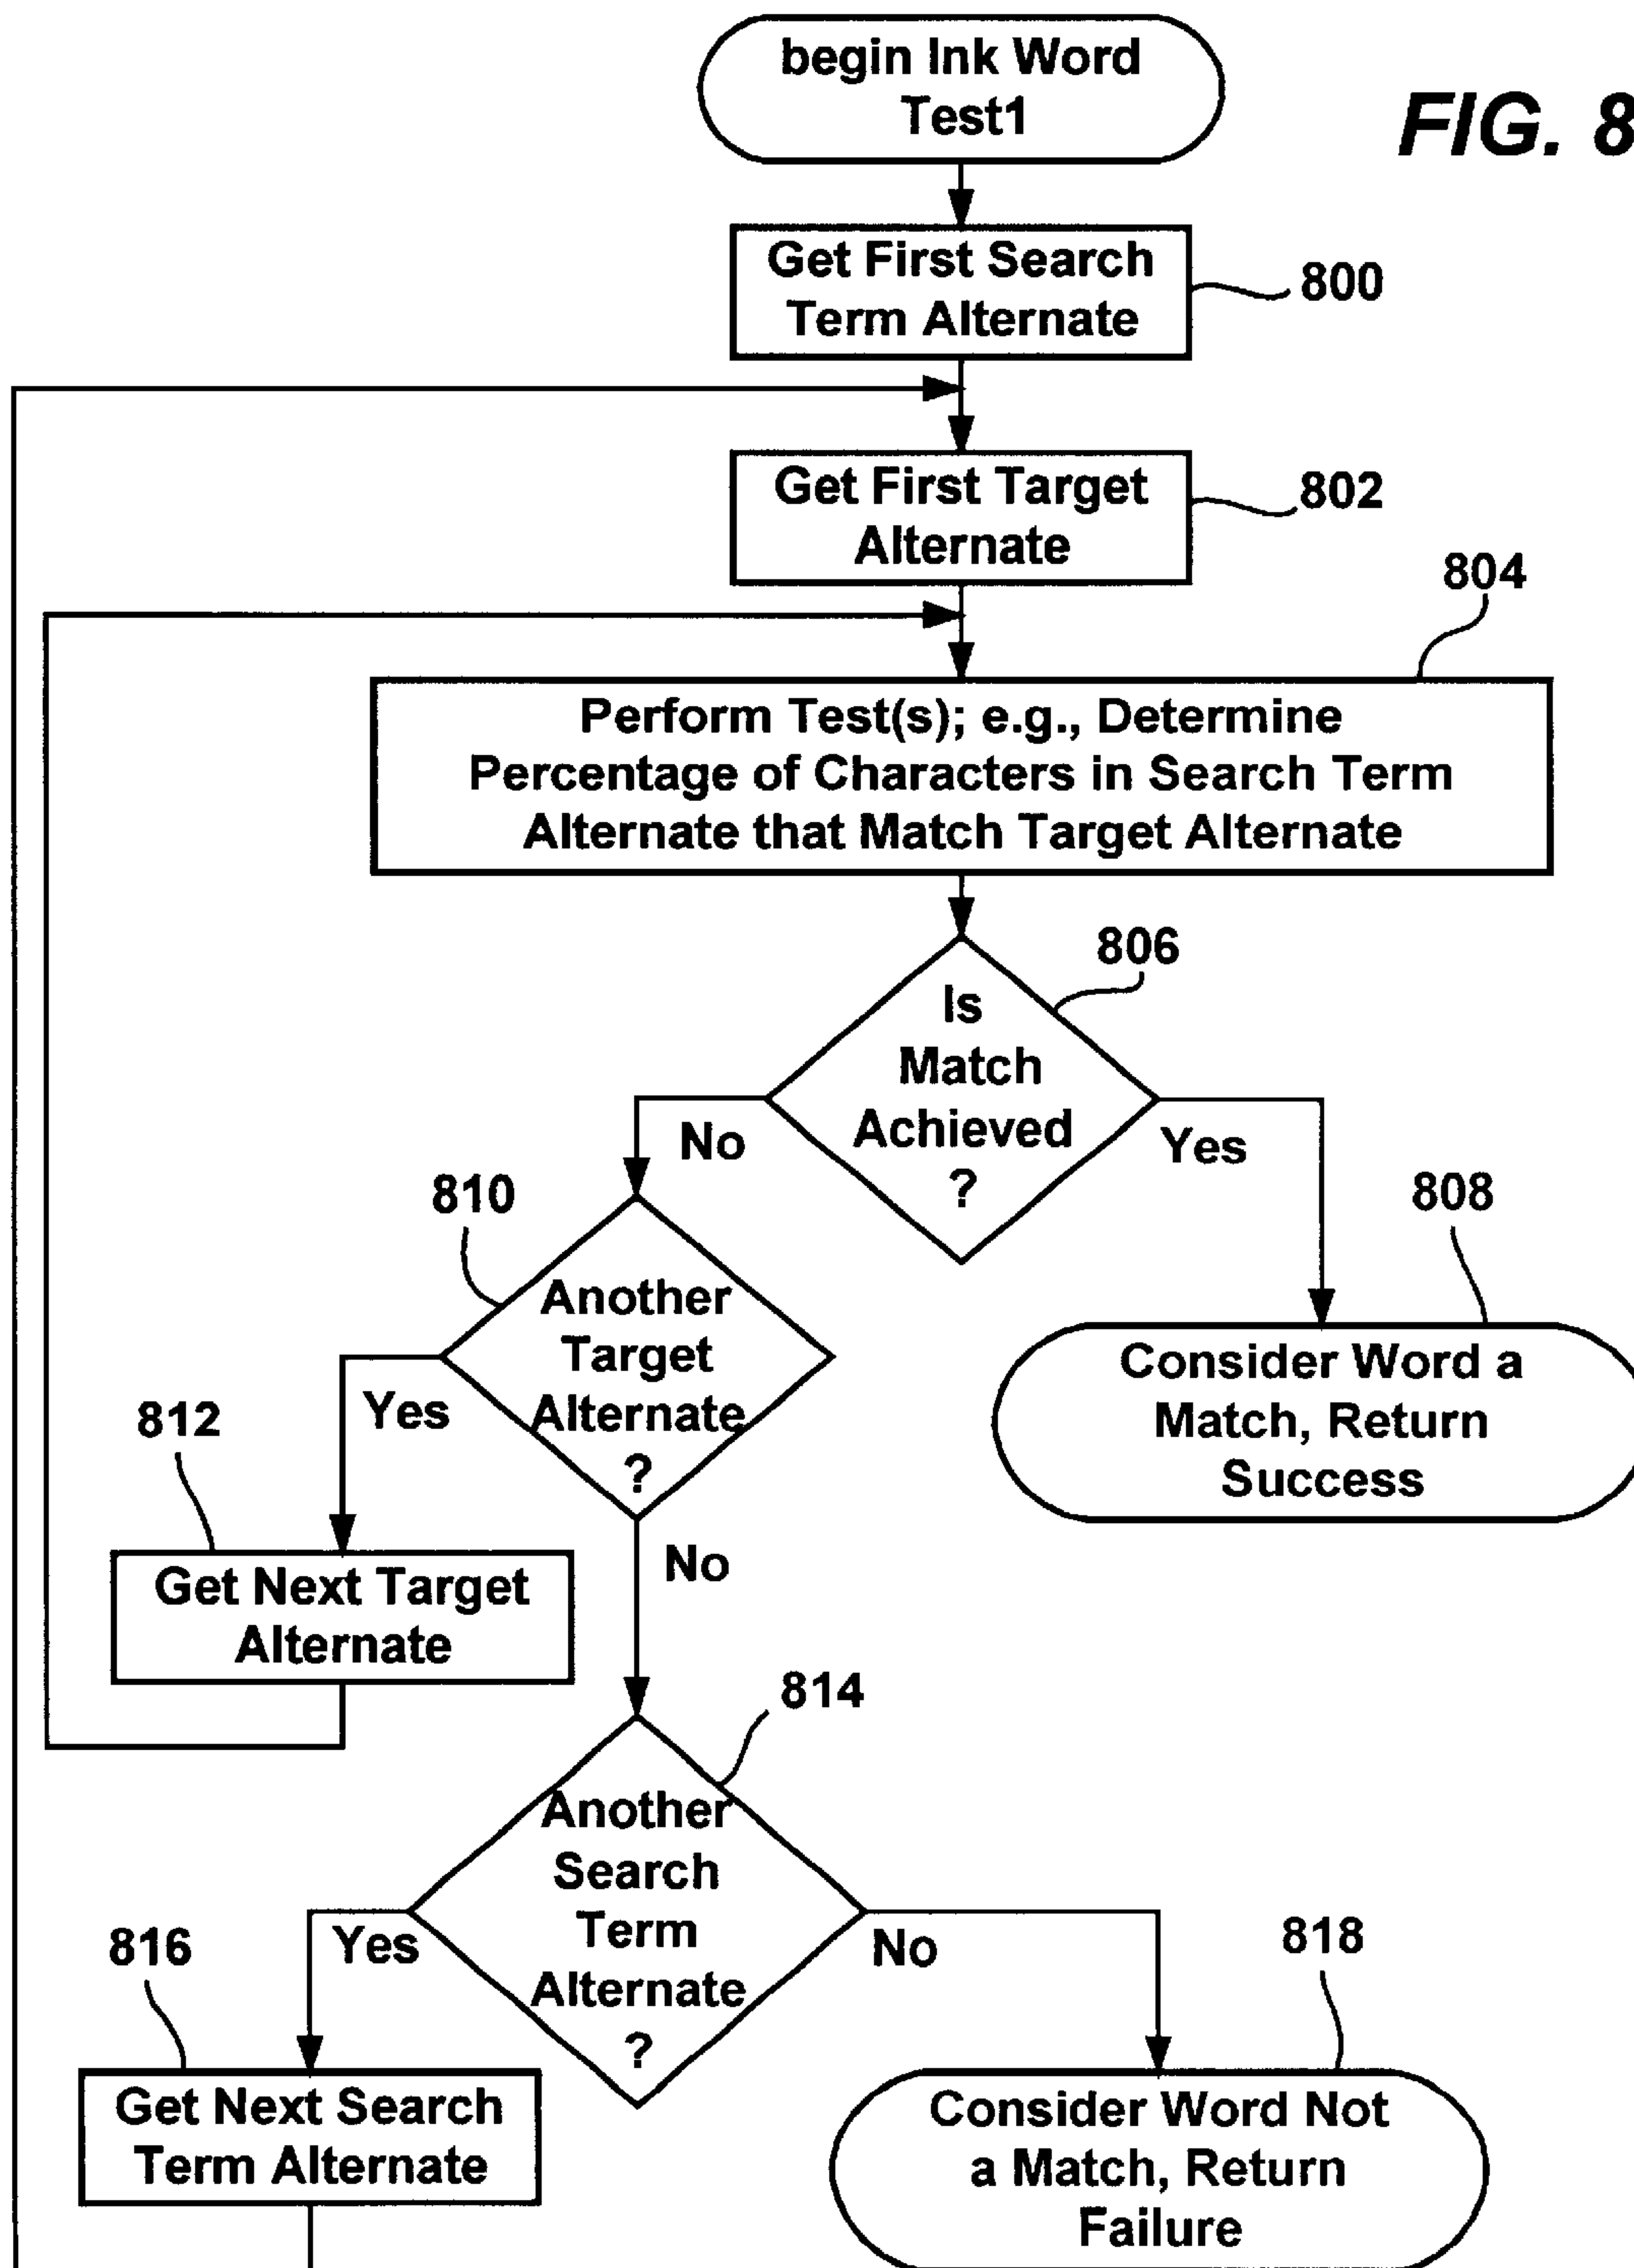 begin Ink Word
Test1
FIG. 8
Get First Search
Term Alternate
800
Get First Target
Alternate
802
804
Perform Test(s); e.g., Determine
Percentage of Characters in Search Term
Alternate that Match Target Alternate
806
Is
Match
Achieved
?
No
Yes
810
808
Another
Target
Alternate
?
Consider Word a
Match, Return
Success
Yes
812
No
Get Next Target
Alternate
814
Another
Search
Term
Alternate
?
Yes
No
816
818
Get Next Search
Term Alternate
Consider Word Not
a Match, Return
Failure